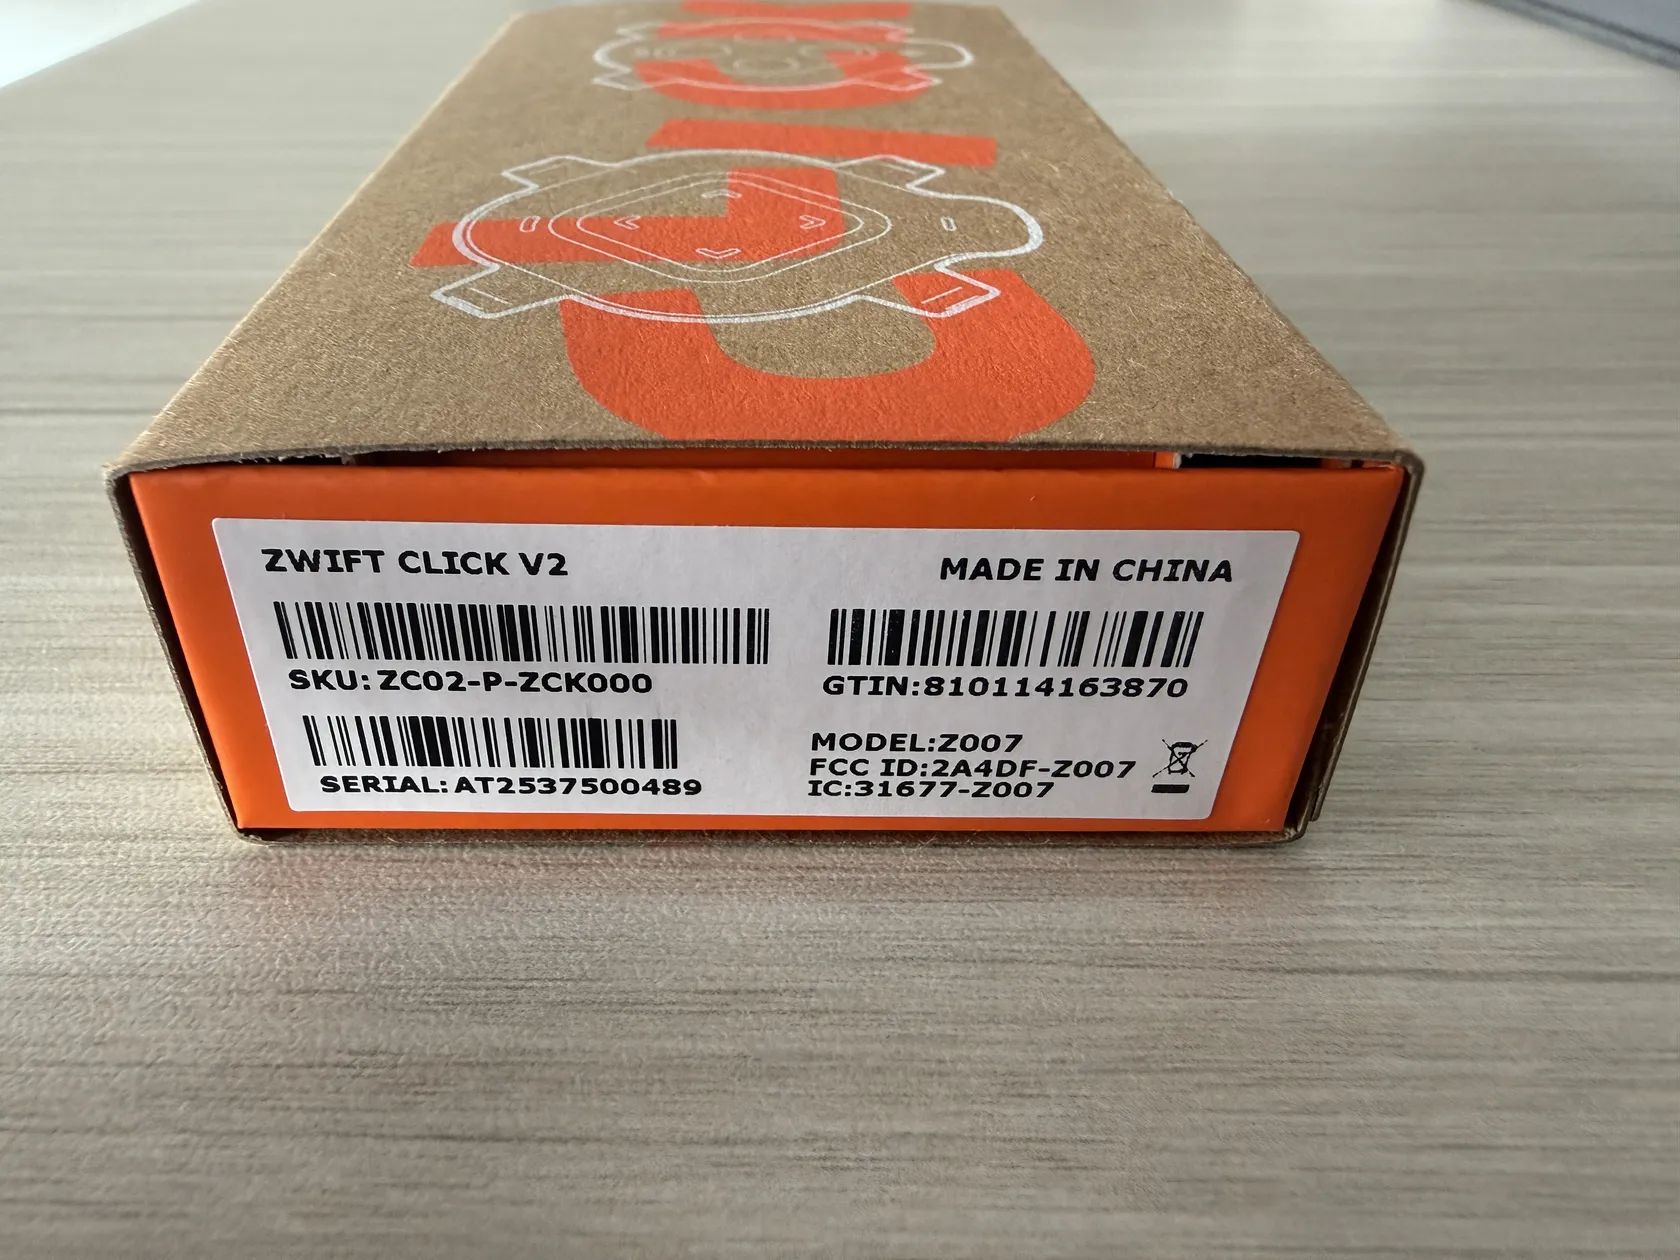 CLICK
ZWIFT CLICK V2
MADE IN CHINA
SKU: ZC02-P-ZCK000
GTIN:810114163870
SERIAL: AT2537500489
MODEL:Z007
FCC ID:2A4DF-Z007
IC:31677-Z007